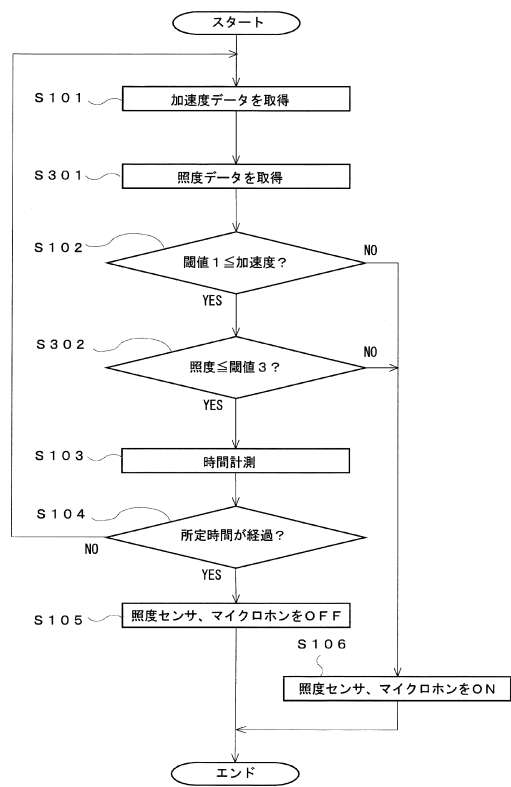 スタート
S101
加速度データを取得
S301
照度データを取得
S102
閾値1≦加速度?
NO
YES
S302
照度≦閾値3?
NO
YES
S103
時間計測
S104
所定時間が経過?
NO
YES
S105
照度センサ、マイクロホンをOFF
S106
照度センサ、マイクロホンをON
エンド